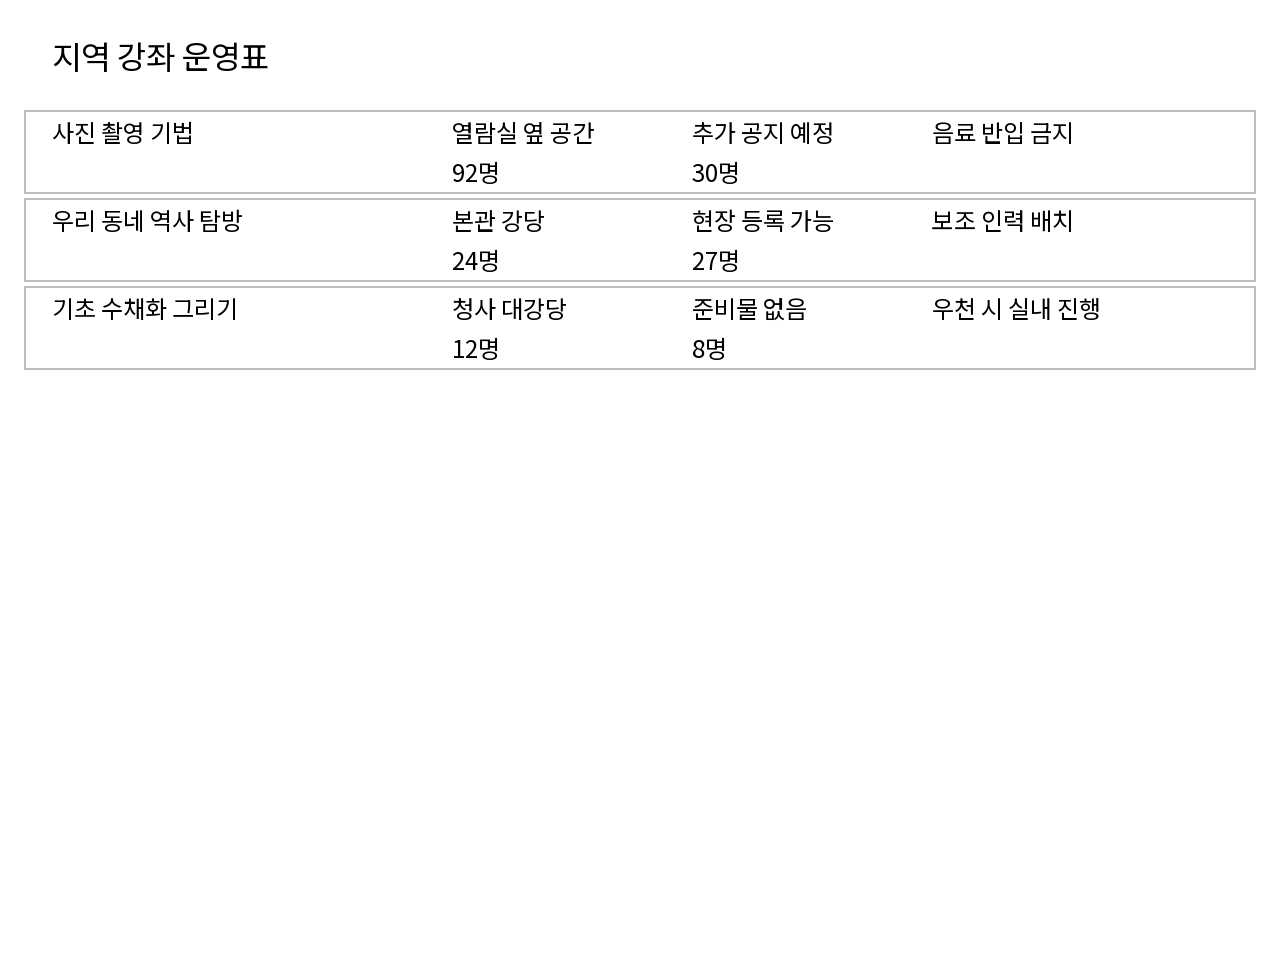 지역 강좌 운영표
사진 촬영 기법 열람실 옆 공간 추가 공지 예정 음료 반입 금지
92명 30명
우리 동네 역사 탐방 본관 강당 현장 등록 가능 보조 인력 배치
24명 27명
기초 수채화 그리기 청사 대강당 준비물 없음 우천 시 실내 진행
12명 8명